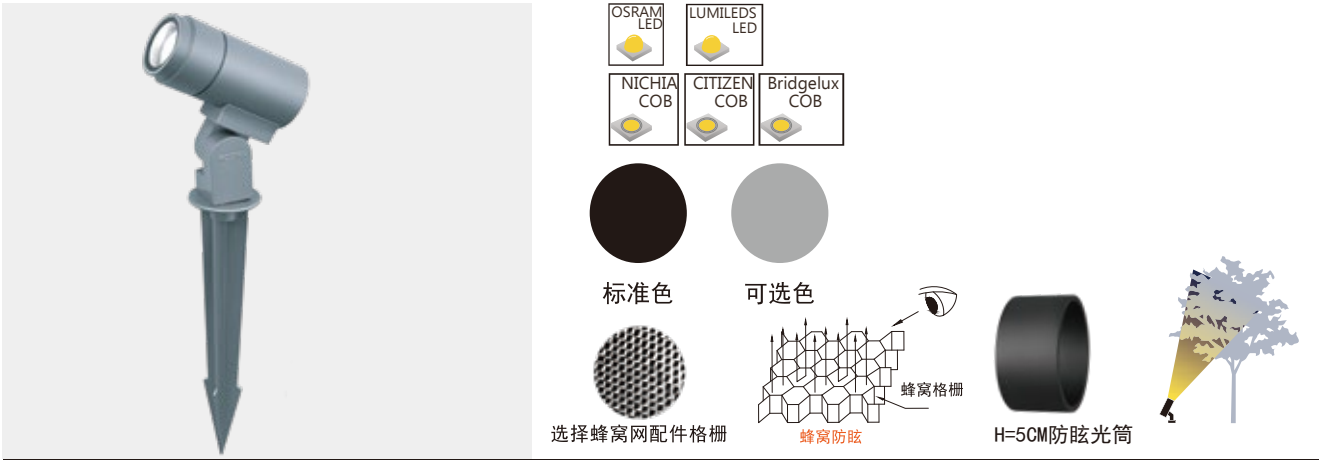 OSRAM
LED
LUMILEDS
LED
NICHIA
COB
CITIZEN
COB
Bridgelux
COB
标准色
可选色
选择蜂窝网配件格栅
蜂窝格栅
蜂窝防眩
H=5CM防眩光筒